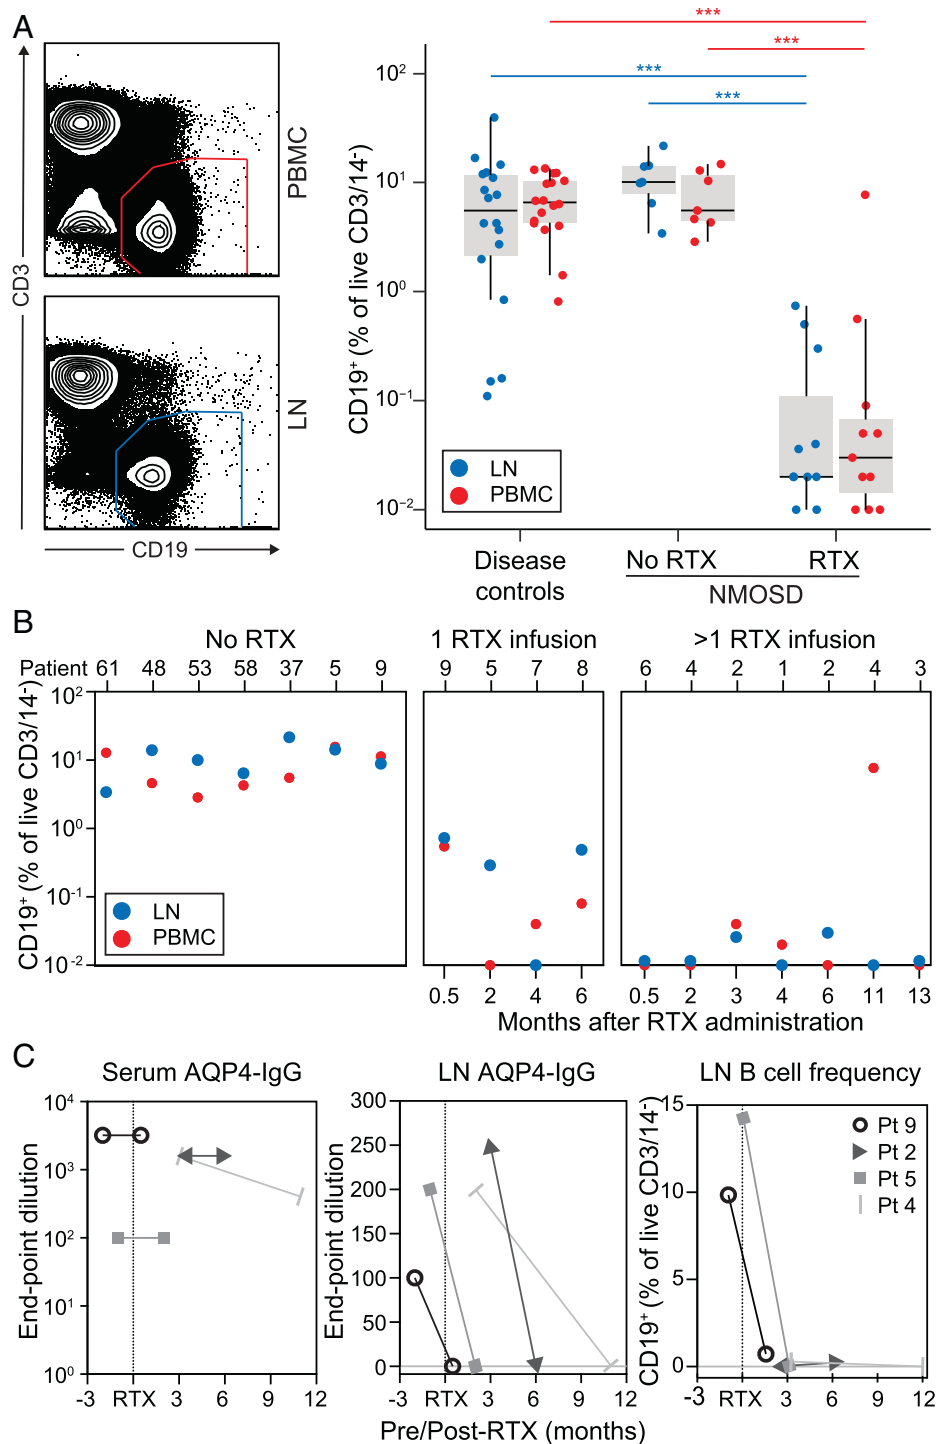 A
CD3
PBMC
LN
CD19
CD19⁺ (% of live CD3/14⁻)
10²
10¹
10⁰
10⁻¹
10⁻²
***
***
***
***
LN
PBMC
Disease controls
No RTX
RTX
NMOSD
B
No RTX
1 RTX infusion
>1 RTX infusion
Patient 61 48 53 58 37 5 9
9 5 7 8
6 4 2 1 2 4 3
CD19⁺ (% of live CD3/14⁻)
10²
10¹
10⁰
10⁻¹
10⁻²
LN
PBMC
0.5 2 4 6
0.5 2 3 4 6 11 13
Months after RTX administration
C
Serum AQP4-IgG
End-point dilution
10⁴
10³
10²
10¹
10⁰
-3 RTX 3 6 9 12
LN AQP4-IgG
End-point dilution
300
250
200
100
50
0
-3 RTX 3 6 9 12
Pre/Post-RTX (months)
LN B cell frequency
CD19⁺ (% of live CD3/14⁻)
15
10
5
0
Pt 9
Pt 2
Pt 5
Pt 4
-3 RTX 3 6 9 12